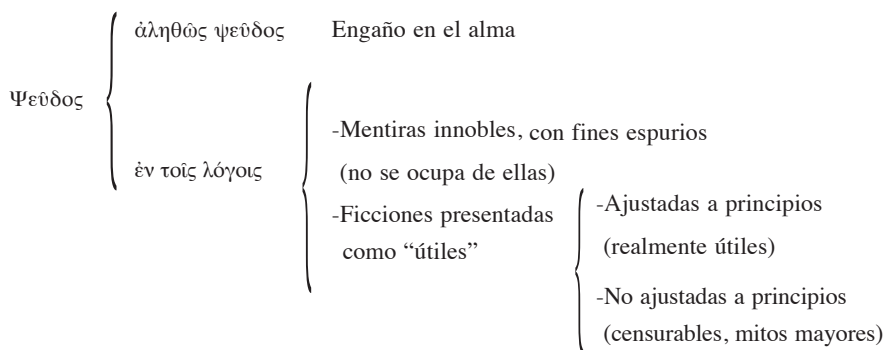 ἀληθῶς ψεῦδος Engaño en el alma
Ψεῦδος
-Mentiras innobles, con fines espurios
ἐν τοῖς λόγοις
(no se ocupa de ellas)
-Ficciones presentadas
como “útiles”
-Ajustadas a principios
(realmente útiles)
-No ajustadas a principios
(censurables, mitos mayores)